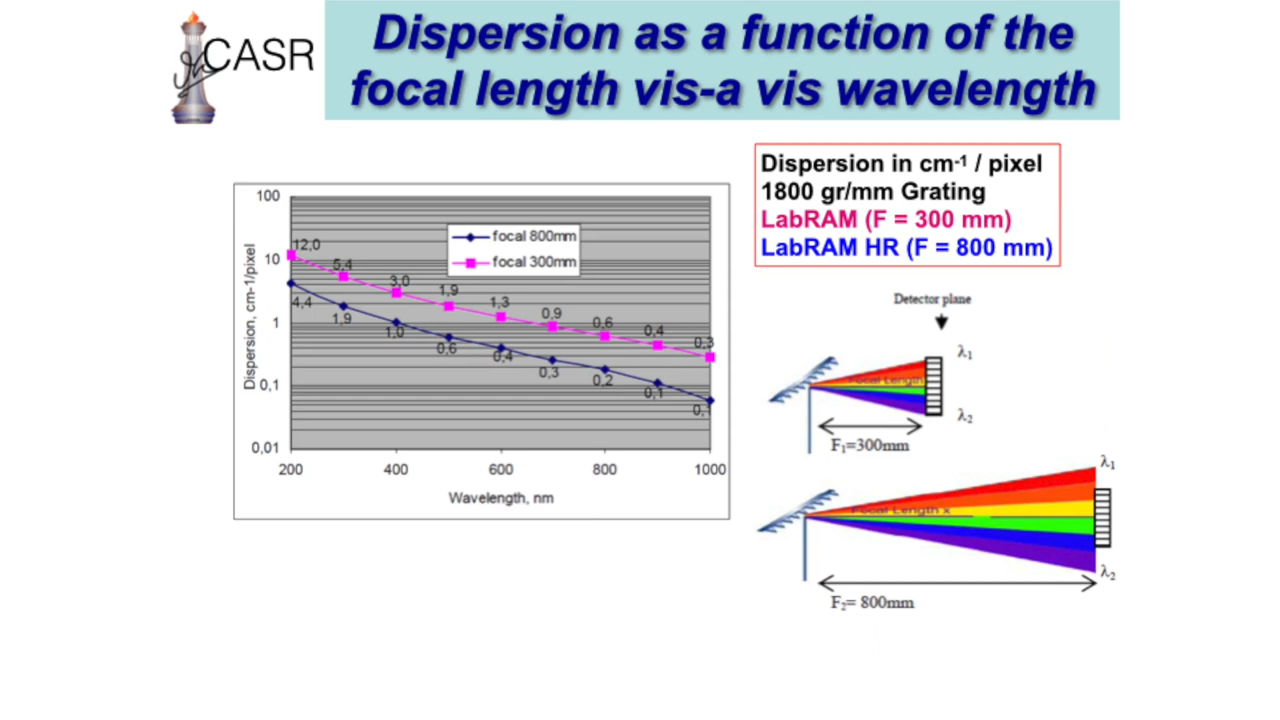 CASR
Dispersion as a function of the
focal length vis-a vis wavelength
Dispersion in cm-1 / pixel
1800 gr/mm Grating
LabRAM (F = 300 mm)
LabRAM HR (F = 800 mm)
Dispersion, cm-1/pixel
100
10
1
0,1
0,01
focal 800mm
focal 300mm
12,0
5,4
3,0
1,9
1,3
0,9
0,6
0,4
0,3
4,4
1,9
1,0
0,6
0,4
0,3
0,2
0,1
200
400
600
800
1000
Wavelength, nm
Detector plane
λ1
Focal Length
λ2
F1=300mm
λ1
Focal Length x
λ2
F2= 800mm